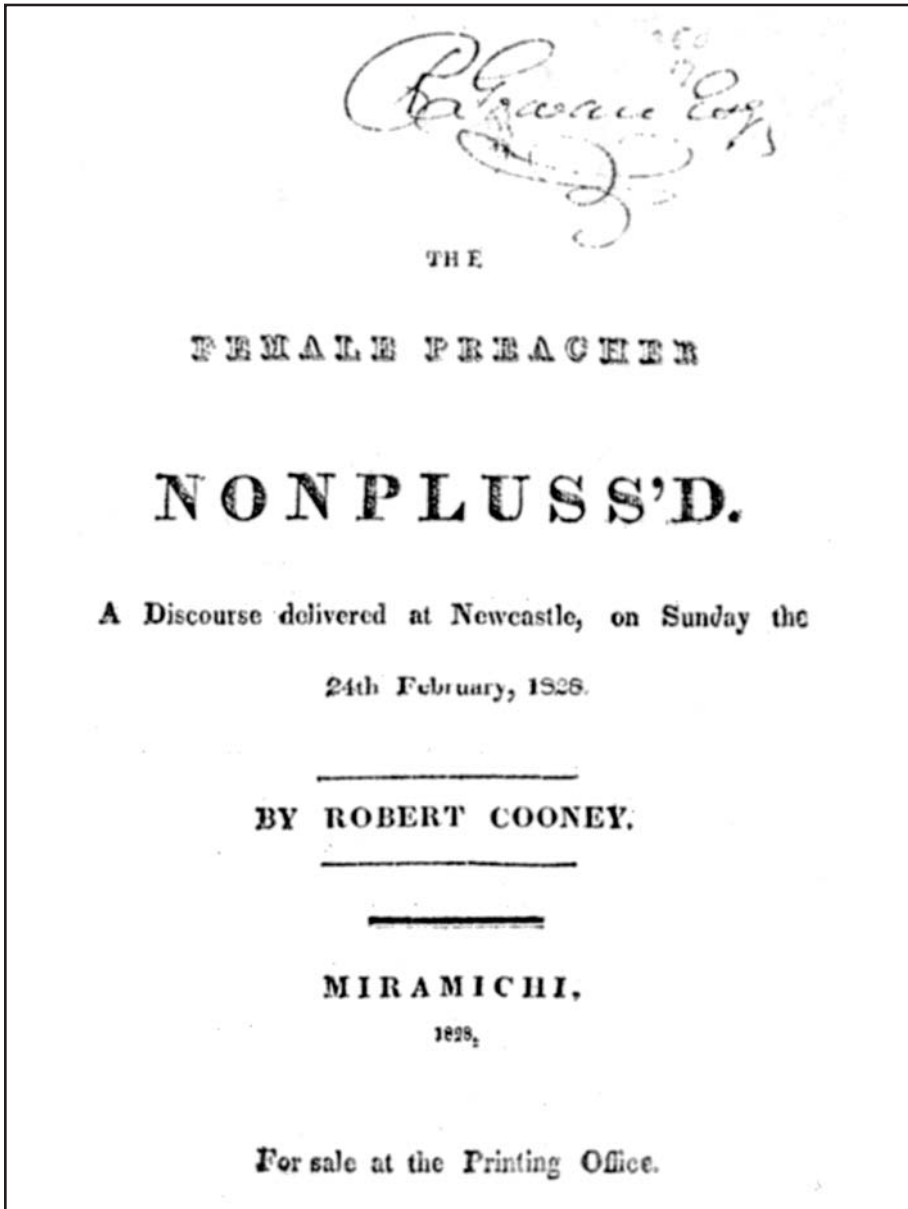 Esq
THE
FEMALE PREACHER
NONPLUSS'D.
A Discourse delivered at Newcastle, on Sunday the
24th February, 1828.
BY ROBERT COONEY.
MIRAMICHI,
1828.
For sale at the Printing Office.